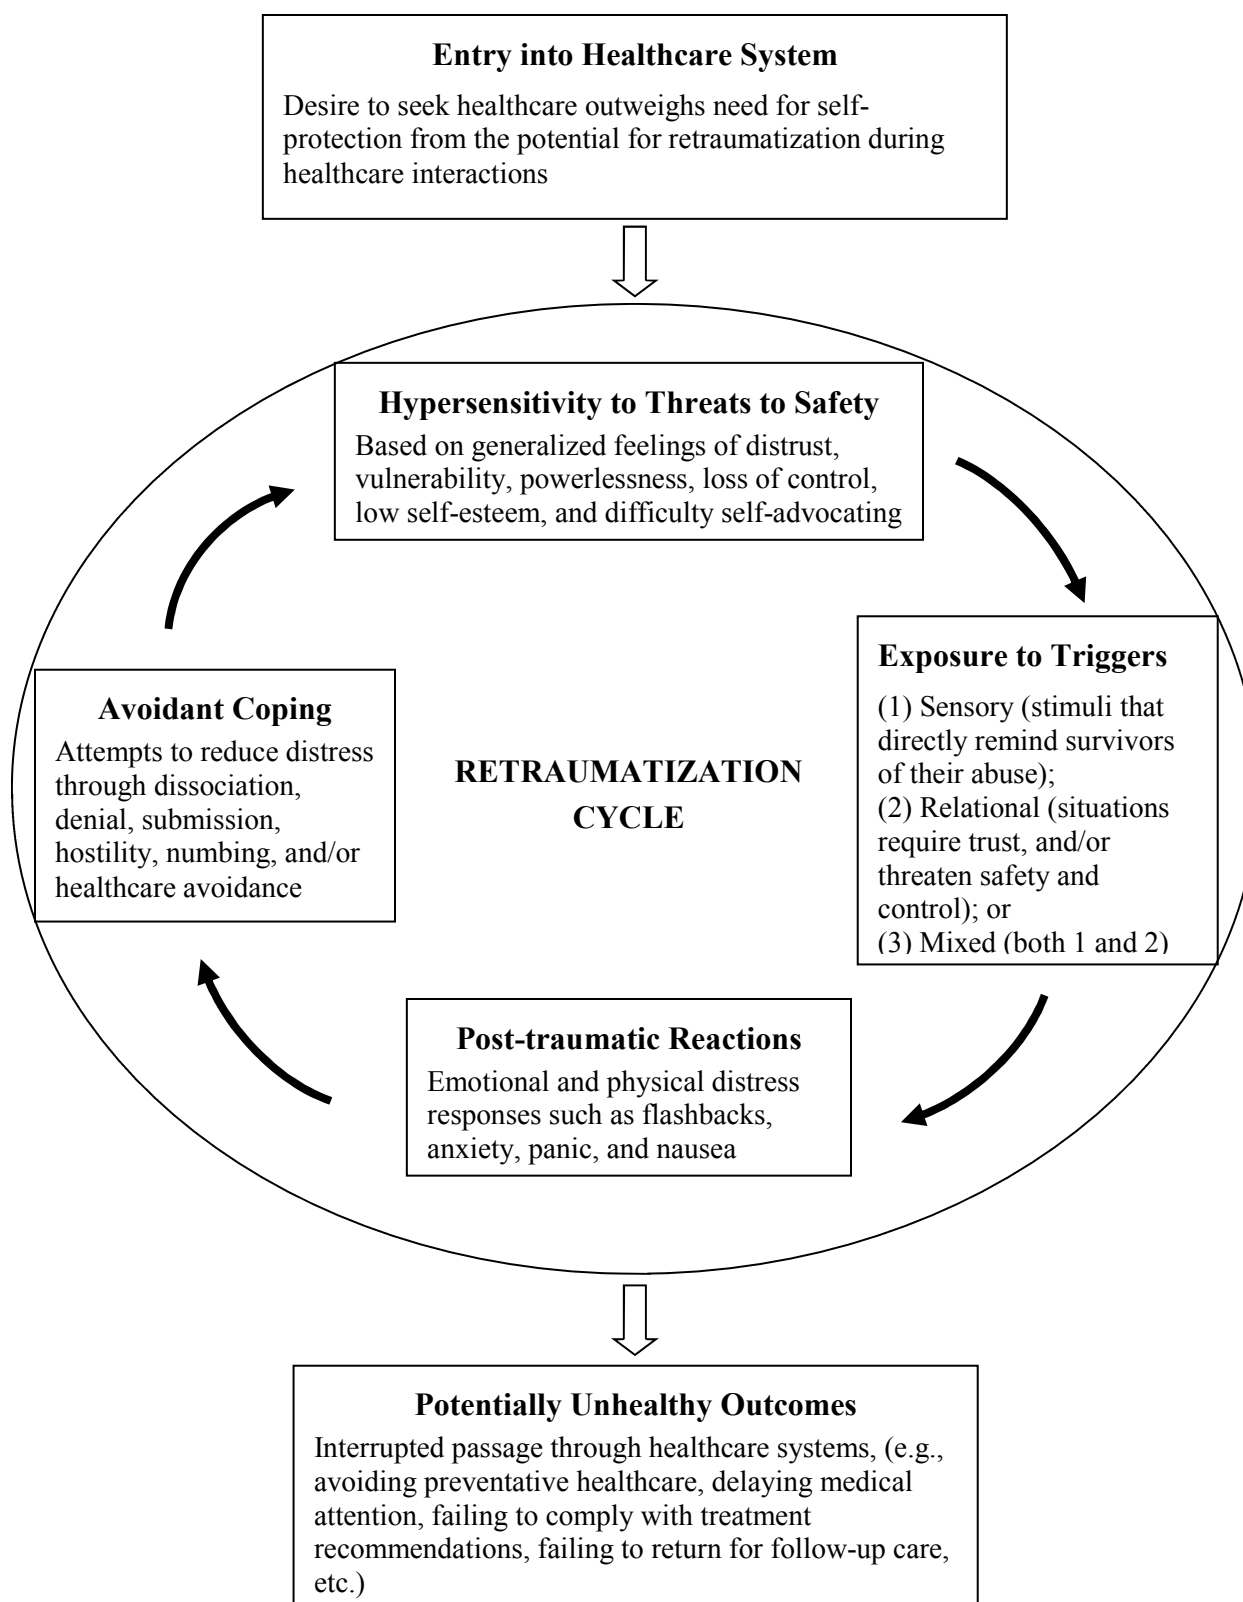 Entry into Healthcare System
Desire to seek healthcare outweighs need for self-
protection from the potential for retraumatization during
healthcare interactions
Hypersensitivity to Threats to Safety
Based on generalized feelings of distrust,
vulnerability, powerlessness, loss of control,
low self-esteem, and difficulty self-advocating
Exposure to Triggers
(1) Sensory (stimuli that
directly remind survivors
of their abuse);
(2) Relational (situations
require trust, and/or
threaten safety and
control); or
(3) Mixed (both 1 and 2)
Avoidant Coping
Attempts to reduce distress
through dissociation,
denial, submission,
hostility, numbing, and/or
healthcare avoidance
RETRAUMATIZATION
CYCLE
Post-traumatic Reactions
Emotional and physical distress
responses such as flashbacks,
anxiety, panic, and nausea
Potentially Unhealthy Outcomes
Interrupted passage through healthcare systems, (e.g.,
avoiding preventative healthcare, delaying medical
attention, failing to comply with treatment
recommendations, failing to return for follow-up care,
etc.)